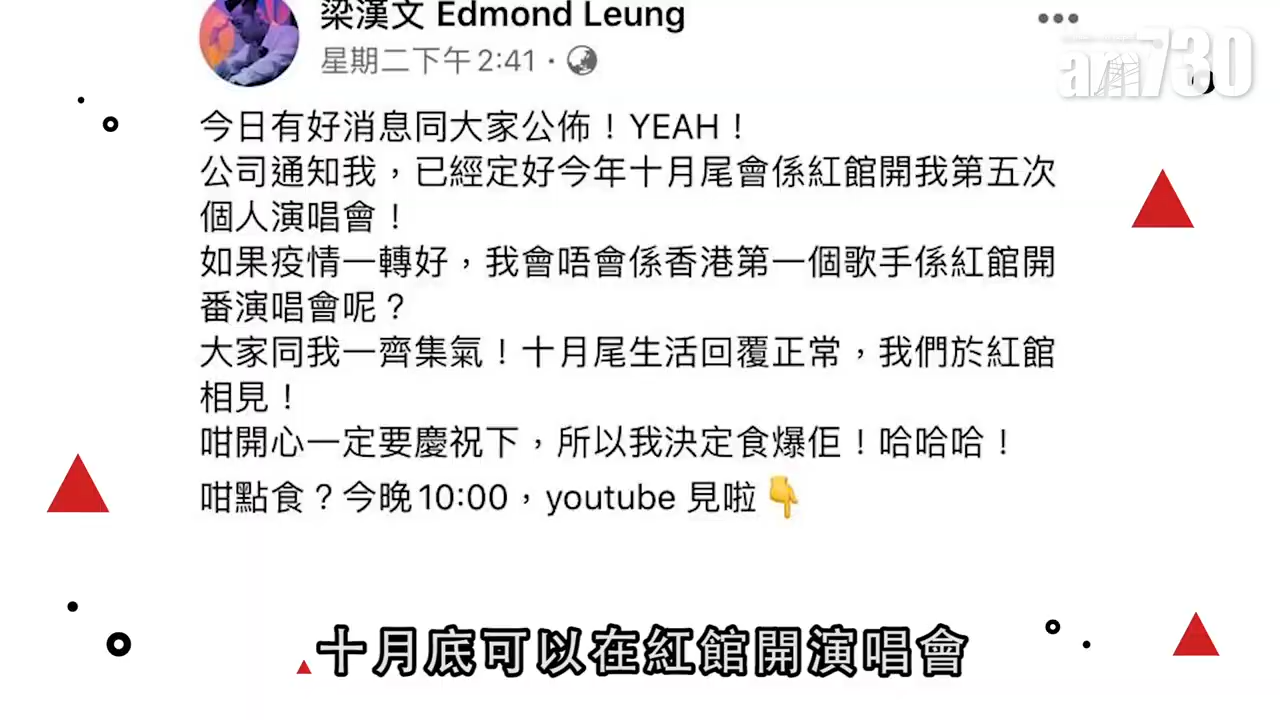 梁漢文 Edmond Leung
星期二下午 2:41 ·
am730
今日有好消息同大家公佈！YEAH！
公司通知我，已經定好今年十月尾會係紅館開我第五次
個人演唱會！
如果疫情一轉好，我會唔會係香港第一個歌手係紅館開
番演唱會呢？
大家同我一齊集氣！十月尾生活回覆正常，我們於紅館
相見！
咁開心一定要慶祝下，所以我決定食爆佢！哈哈哈！
咁點食？今晚10:00，youtube 見啦👇
十月底可以在紅館開演唱會